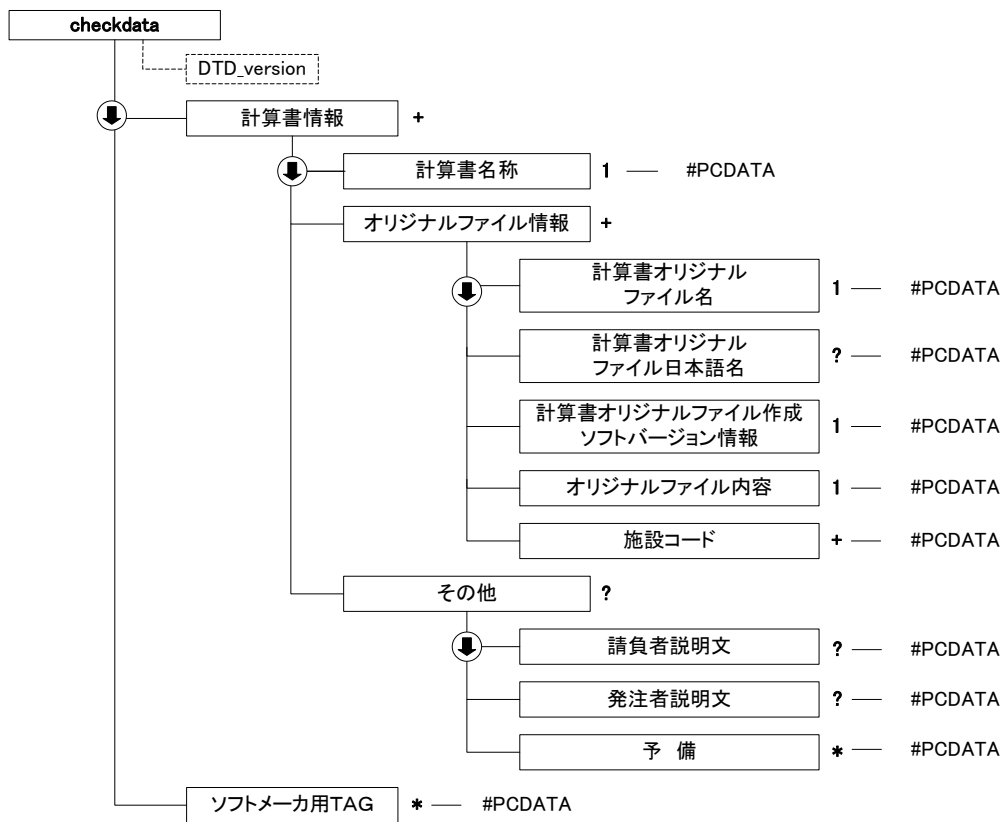 checkdata
DTD_version
計算書情報 +
計算書名称 1 #PCDATA
オリジナルファイル情報 +
計算書オリジナル
ファイル名 1 #PCDATA
計算書オリジナル
ファイル日本語名 ? #PCDATA
計算書オリジナルファイル作成
ソフトバージョン情報 1 #PCDATA
オリジナルファイル内容 1 #PCDATA
施設コード + #PCDATA
その他 ?
請負者説明文 ? #PCDATA
発注者説明文 ? #PCDATA
予 備 * #PCDATA
ソフトメーカ用TAG * #PCDATA